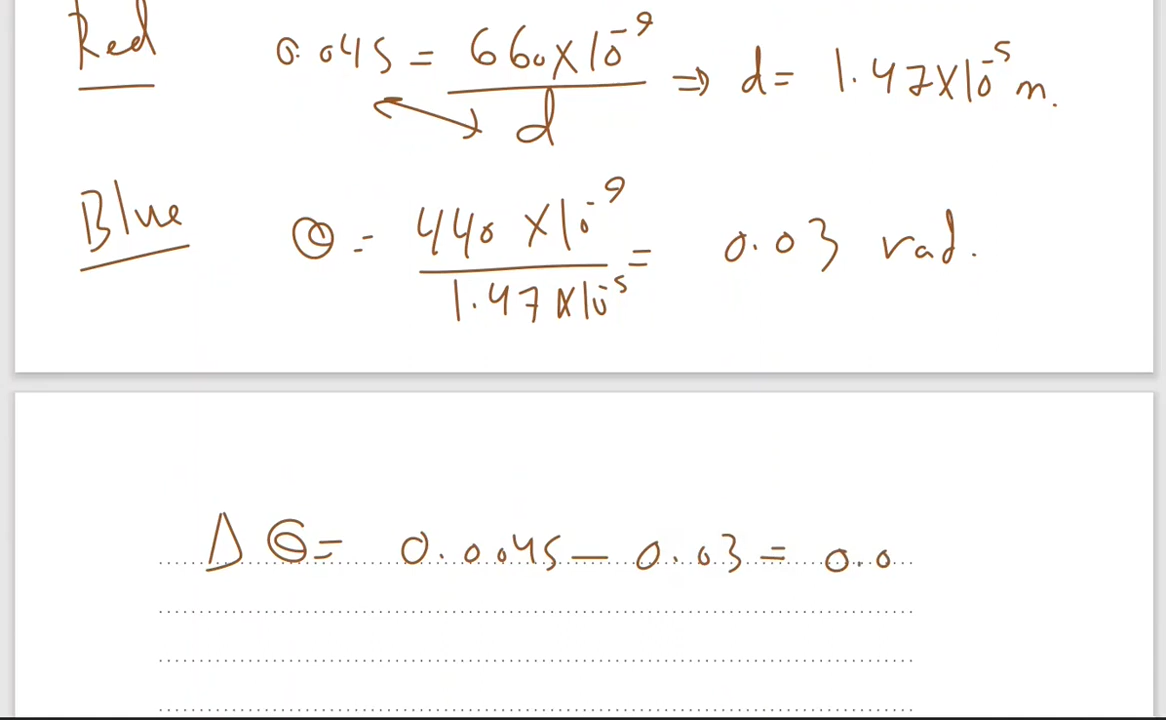 Red 0.045 = 660×10⁻⁹ / d ⇒ d = 1.47×10⁻⁵ m.
Blue θ = 440×10⁻⁹ / 1.47×10⁻⁵ = 0.03 rad.
Δθ = 0.0045 − 0.03 = 0.0